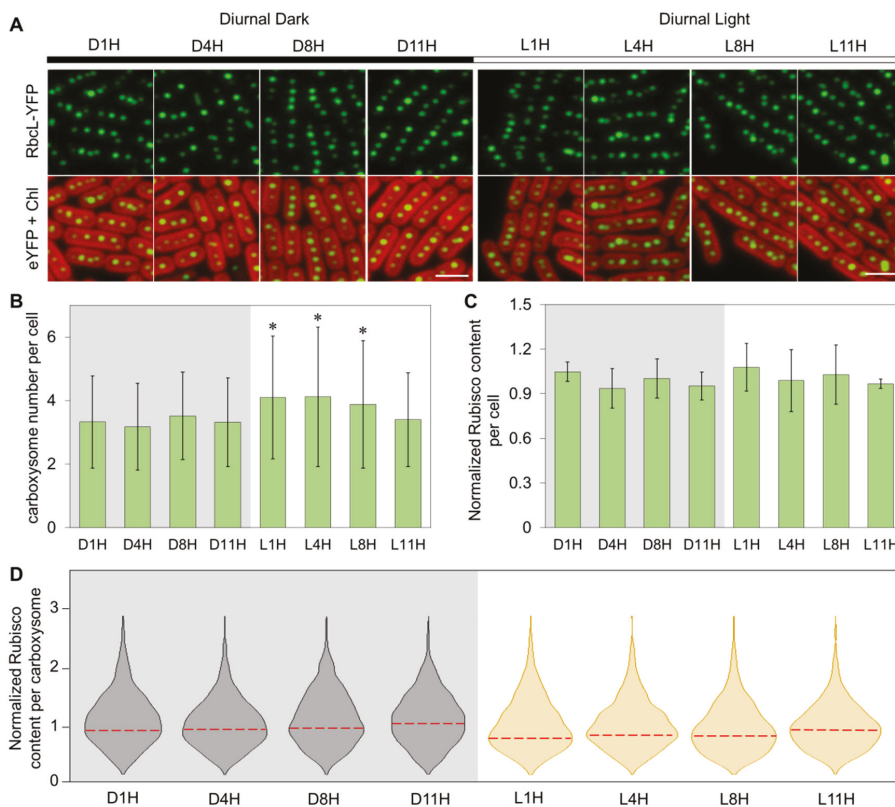 Diurnal Dark
Diurnal Light
A
D1H D4H D8H D11H L1H L4H L8H L11H
RbcL-YFP
eYFP + Chl
B
carboxysome number per cell
6
4
2
0
* * *
D1H D4H D8H D11H L1H L4H L8H L11H
C
Normalized Rubisco content
per cell
1.5
1.2
0.9
0.6
0.3
0
D1H D4H D8H D11H L1H L4H L8H L11H
D
Normalized Rubisco
content per carboxysome
3
2
1
0
D1H D4H D8H D11H L1H L4H L8H L11H